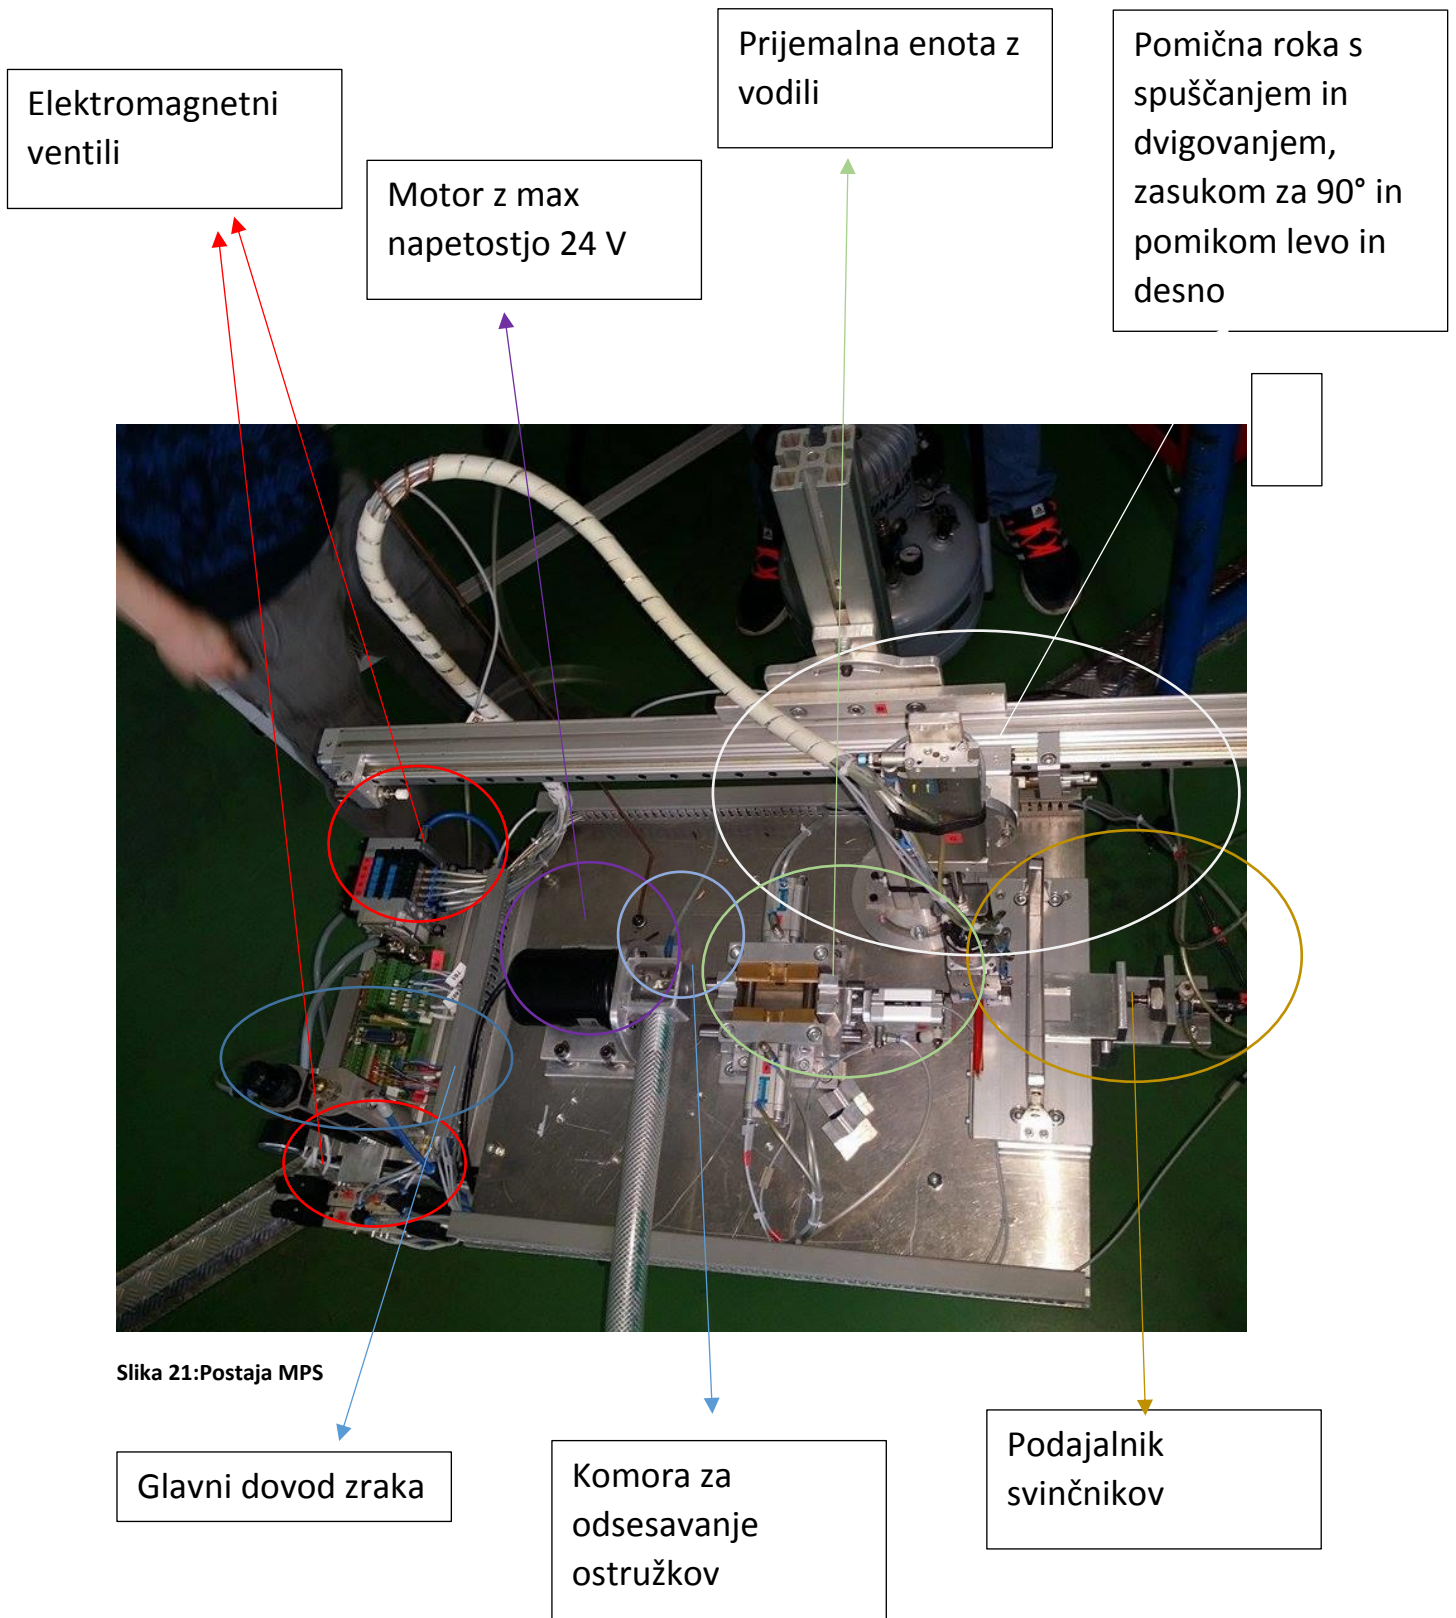 Elektromagnetni
ventili
Motor z max
napetostjo 24 V
Prijemalna enota z
vodili
Pomična roka s
spuščanjem in
dvigovanjem,
zasukom za 90° in
pomikom levo in
desno
Slika 21:Postaja MPS
Glavni dovod zraka
Komora za
odsesavanje
ostružkov
Podajalnik
svinčnikov